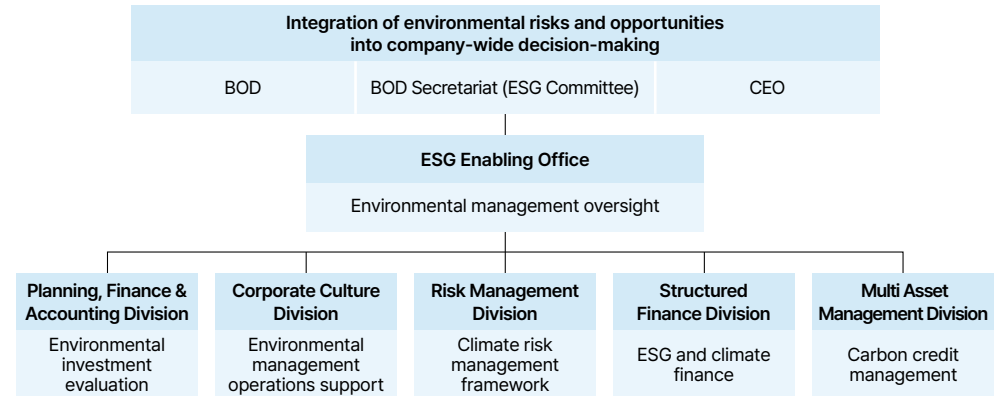 Integration of environmental risks and opportunities
into company-wide decision-making
BOD
BOD Secretariat (ESG Committee)
CEO
ESG Enabling Office
Environmental management oversight
Planning, Finance &
Accounting Division
Environmental
investment
evaluation
Corporate Culture
Division
Environmental
management
operations support
Risk Management
Division
Climate risk
management
framework
Structured
Finance Division
ESG and climate
finance
Multi Asset
Management Division
Carbon credit
management